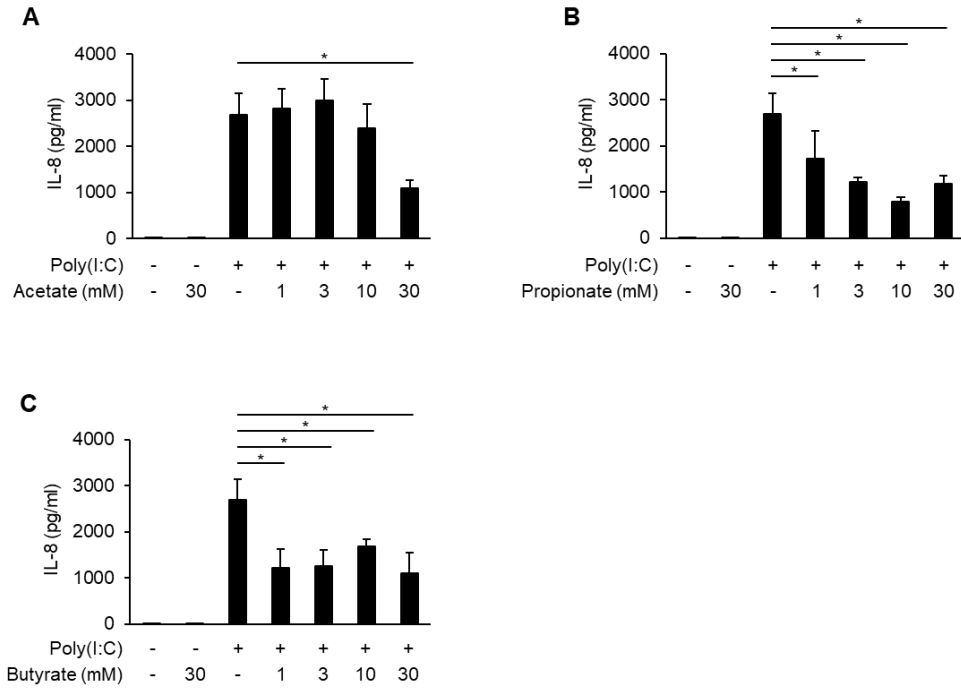 A
*
4000
3000
2000
1000
0
IL-8 (pg/ml)
Poly(I:C) - - + + + + +
Acetate (mM) - 30 - 1 3 10 30
B
*
*
*
*
4000
3000
2000
1000
0
IL-8 (pg/ml)
Poly(I:C) - - + + + + +
Propionate (mM) - 30 - 1 3 10 30
C
*
*
*
*
4000
3000
2000
1000
0
IL-8 (pg/ml)
Poly(I:C) - - + + + + +
Butyrate (mM) - 30 - 1 3 10 30